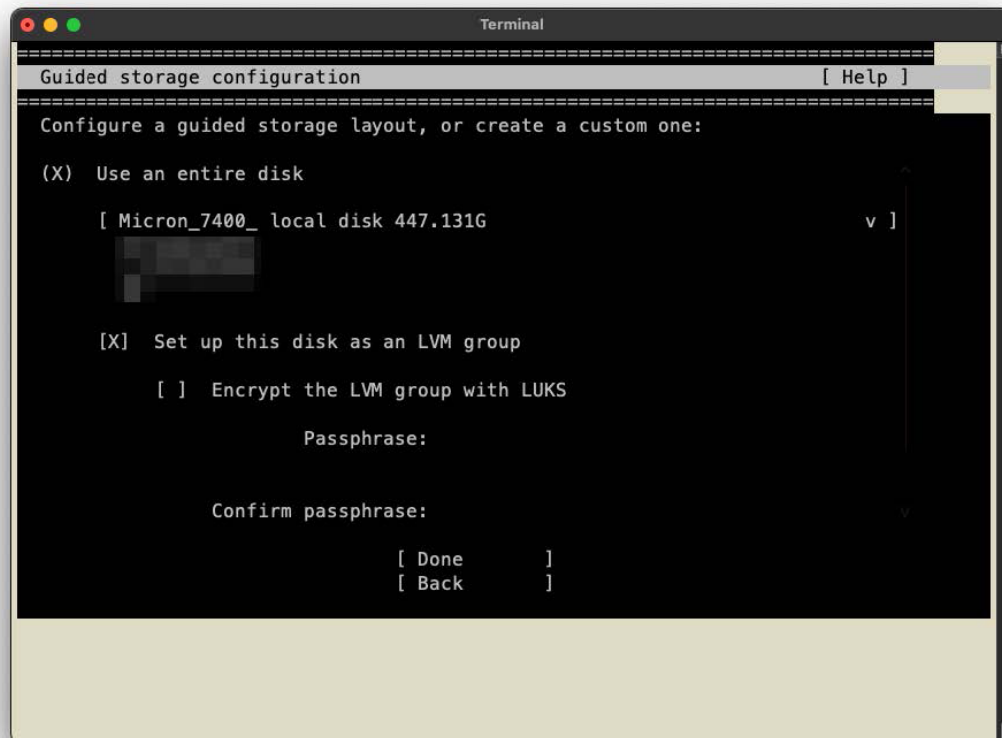 Terminal
================================================================================
Guided storage configuration [ Help ]
================================================================================
Configure a guided storage layout, or create a custom one:
(X) Use an entire disk
[ Micron_7400_ local disk 447.131G v ]
[X] Set up this disk as an LVM group
[ ] Encrypt the LVM group with LUKS
Passphrase:
Confirm passphrase:
[ Done ]
[ Back ]